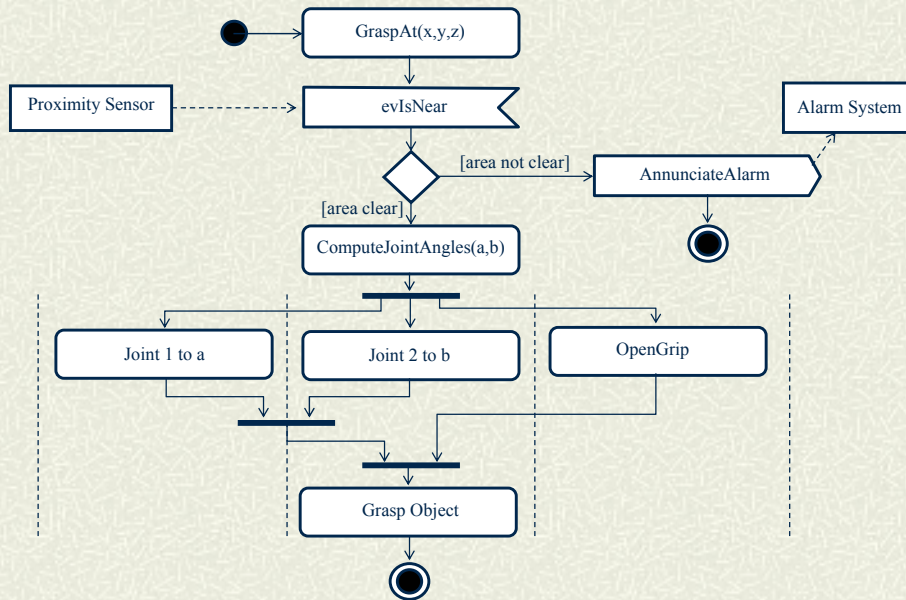 GraspAt(x,y,z)
Proximity Sensor
evIsNear
Alarm System
[area not clear]
AnnunciateAlarm
[area clear]
ComputeJointAngles(a,b)
Joint 1 to a
Joint 2 to b
OpenGrip
Grasp Object